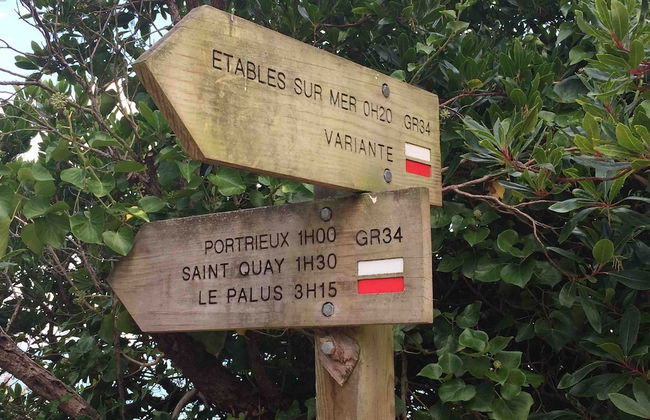 ETABLES SUR MER 0H20 GR34
VARIANTE
PORTRIEUX 1H00 GR34
SAINT QUAY 1H30
LE PALUS 3H15